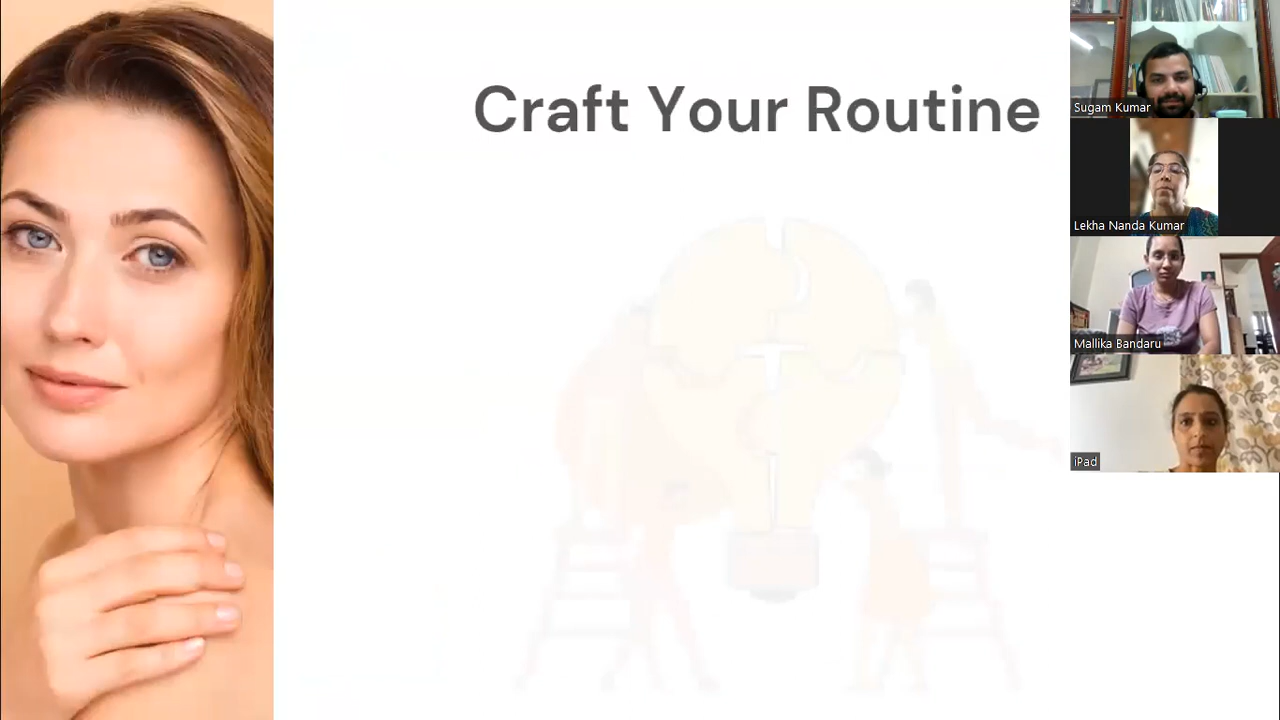 Craft Your Routine
Sugam Kumar
Lekha Nanda Kumar
Mallika Bandaru
iPad